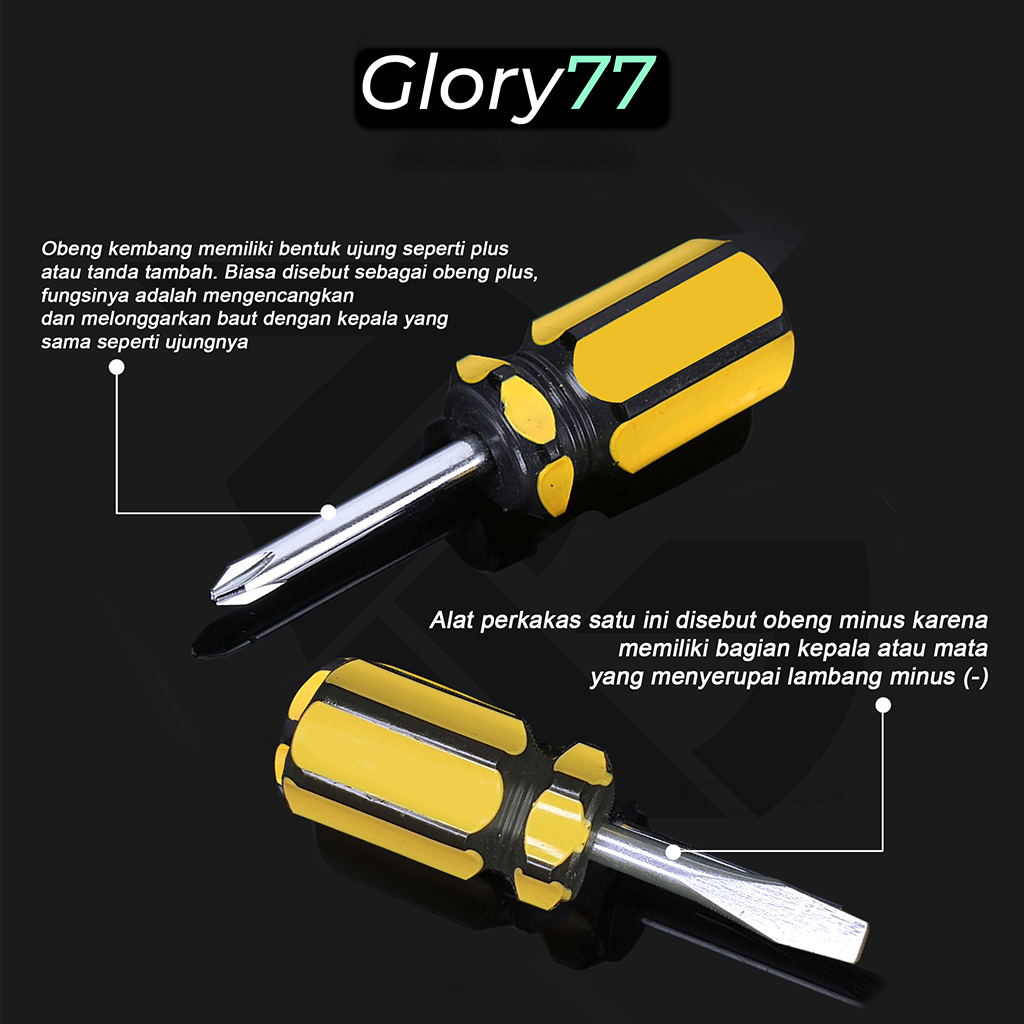 Glory77
Obeng kembang memiliki bentuk ujung seperti plus
atau tanda tambah. Biasa disebut sebagai obeng plus,
fungsinya adalah mengencangkan
dan melonggarkan baut dengan kepala yang
sama seperti ujungnya
Alat perkakas satu ini disebut obeng minus karena
memiliki bagian kepala atau mata
yang menyerupai lambang minus (-)